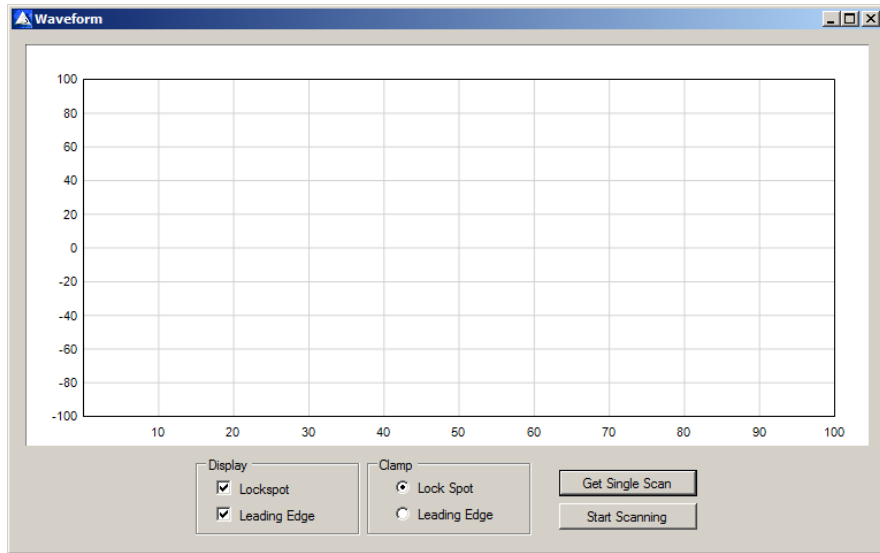 Waveform
100
80
60
40
20
0
-20
-40
-60
-80
-100
10 20 30 40 50 60 70 80 90 100
Display
Lockspot
Leading Edge
Clamp
Lock Spot
Leading Edge
Get Single Scan
Start Scanning